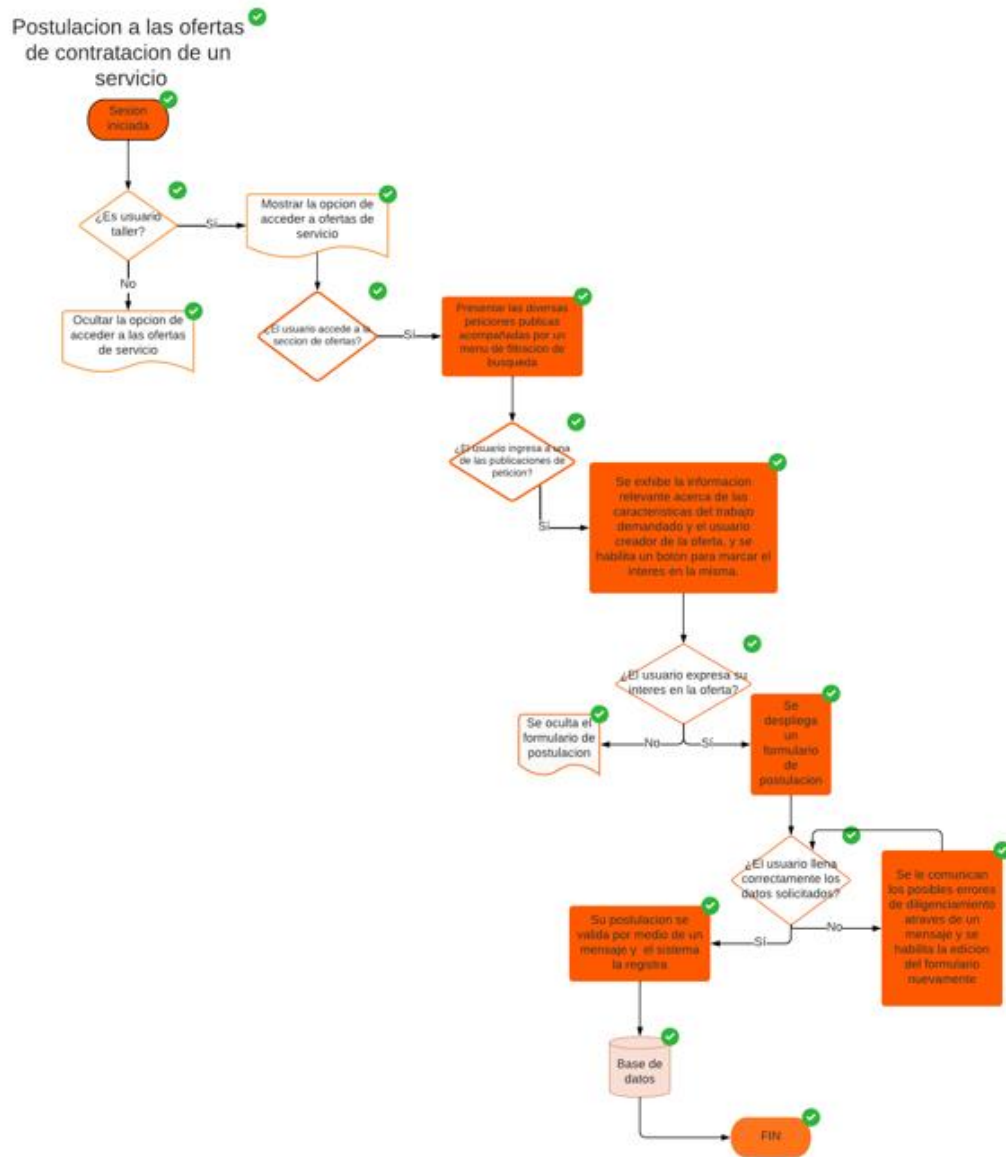 Postulacion a las ofertas
de contratacion de un
servicio
Sesion
iniciada
¿Es usuario
taller?
Sí
Mostrar la opcion de
acceder a ofertas de
servicio
No
Ocultar la opcion de
acceder a las ofertas
de servicio
¿El usuario accede a la
seccion de ofertas?
Sí
Presentar las diversas
peticiones publicas
acompañadas por un
menu de filtracion de
busqueda
¿El usuario ingresa a una
de las publicaciones de
peticion?
Sí
Se exhibe la informacion
relevante acerca de las
caracteristicas del trabajo
demandado y el usuario
creador de la oferta, y se
habilita un boton para marcar el
interes en la misma.
¿El usuario expresa su
interes en la oferta?
No
Sí
Se oculta el
formulario de
postulacion
Se
despliega
un
formulario
de
postulacion
¿El usuario llena
correctamente los
datos solicitados?
No
Sí
Se le comunican
los posibles errores
de diligenciamiento
atraves de un
mensaje y se
habilita la edicion
del formulario
nuevamente
Su postulacion se
valida por medio de un
mensaje y el sistema
la registra
Base de
datos
FIN